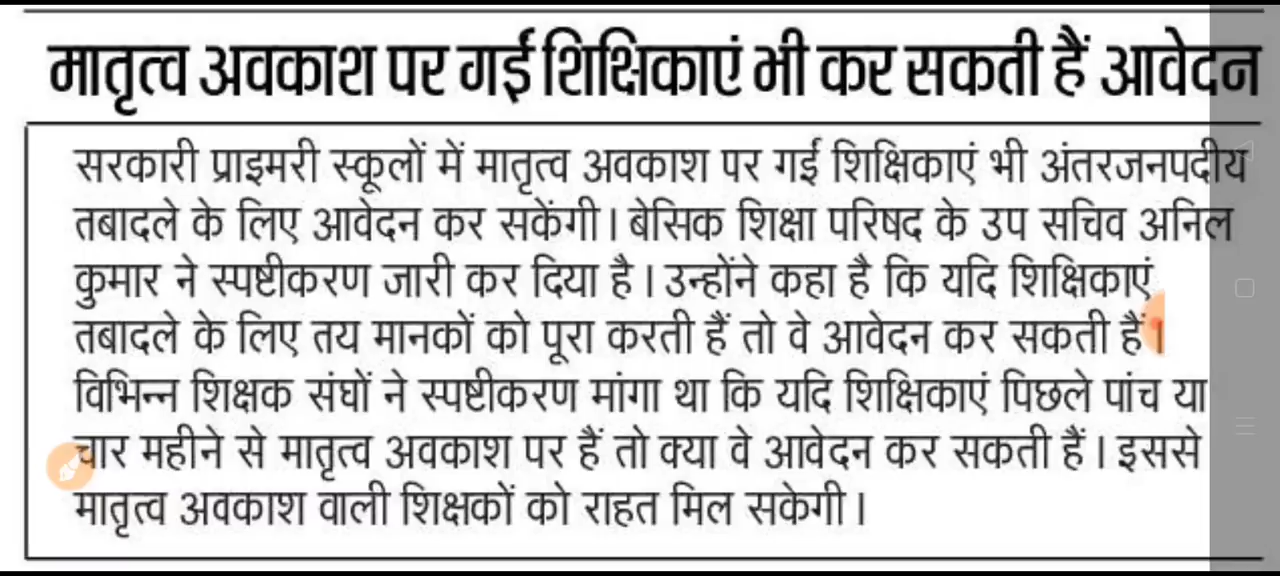 मातृत्व अवकाश पर गईं शिक्षिकाएं भी कर सकती हैं आवेदन
सरकारी प्राइमरी स्कूलों में मातृत्व अवकाश पर गईं शिक्षिकाएं भी अंतरजनपदीय
तबादले के लिए आवेदन कर सकेंगी। बेसिक शिक्षा परिषद के उप सचिव अनिल
कुमार ने स्पष्टीकरण जारी कर दिया है। उन्होंने कहा है कि यदि शिक्षिकाएं
तबादले के लिए तय मानकों को पूरा करती हैं तो वे आवेदन कर सकती हैं।
विभिन्न शिक्षक संघों ने स्पष्टीकरण मांगा था कि यदि शिक्षिकाएं पिछले पांच या
चार महीने से मातृत्व अवकाश पर हैं तो क्या वे आवेदन कर सकती हैं। इससे
मातृत्व अवकाश वाली शिक्षकों को राहत मिल सकेगी।